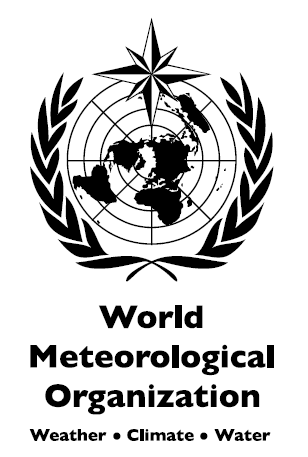 World
Meteorological
Organization
Weather • Climate • Water